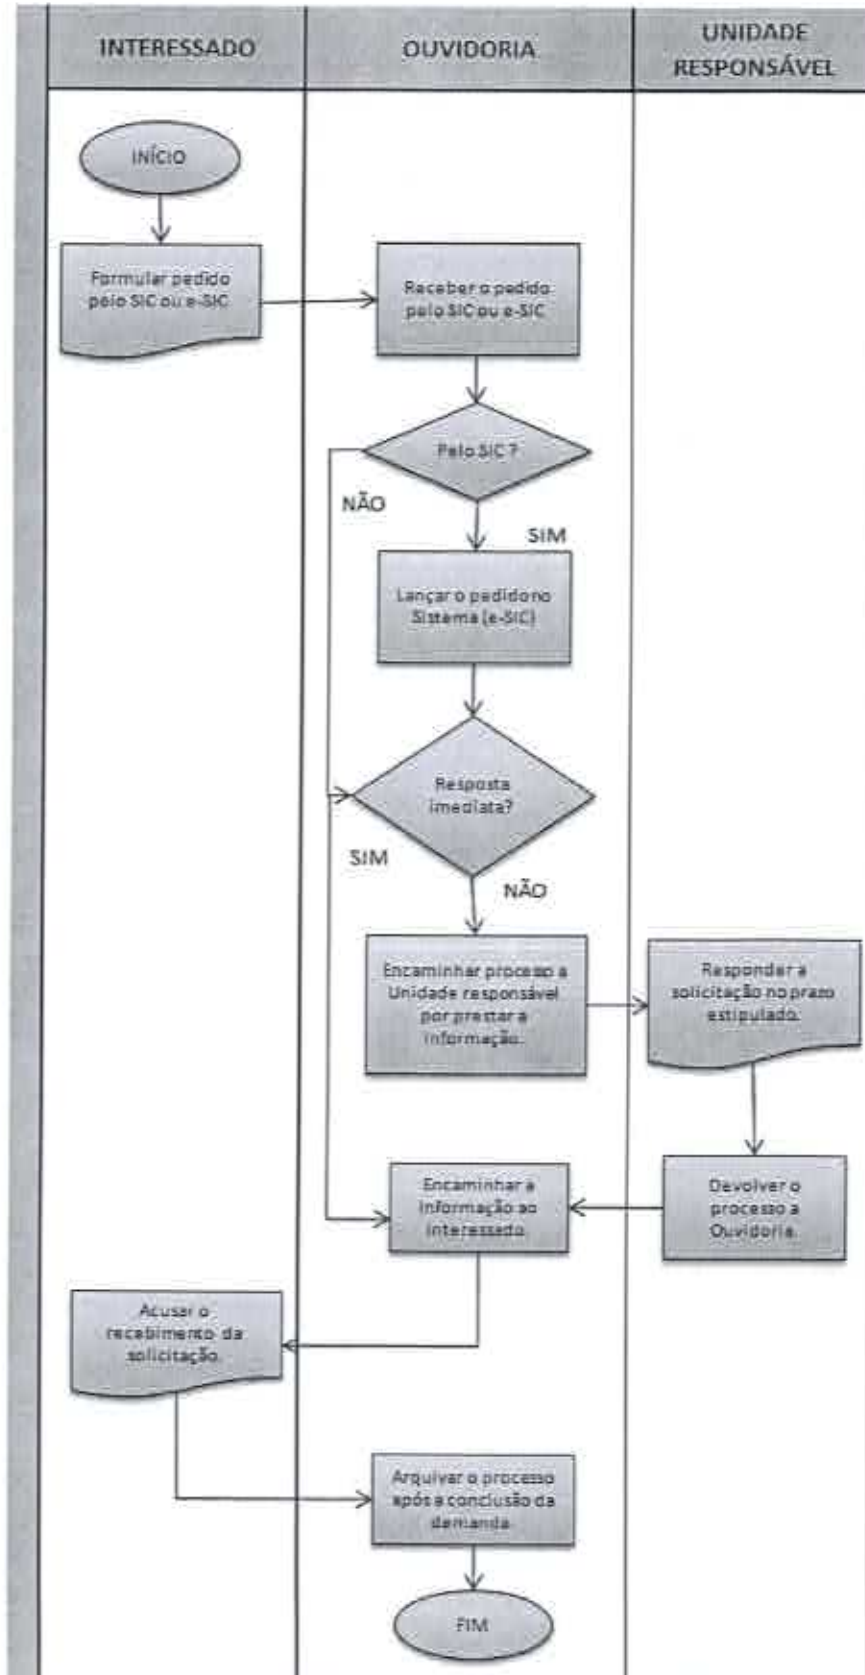 INTERESSADO
OUVIDORIA
UNIDADE
RESPONSÁVEL
INÍCIO
Formular pedido
pelo SIC ou e-SIC
Receber o pedido
pelo SIC ou e-SIC
Pelo SIC ?
NÃO
SIM
Lançar o pedido no
Sistema (e-SIC)
Resposta
imediata?
SIM
NÃO
Encaminhar processo a
Unidade responsável
por prestar a
informação.
Responder a
solicitação no prazo
estipulado.
Encaminhar a
informação ao
interessado.
Devolver o
processo a
Ouvidoria.
Acusar o
recebimento da
solicitação.
Arquivar o processo
após a conclusão da
demanda.
FIM